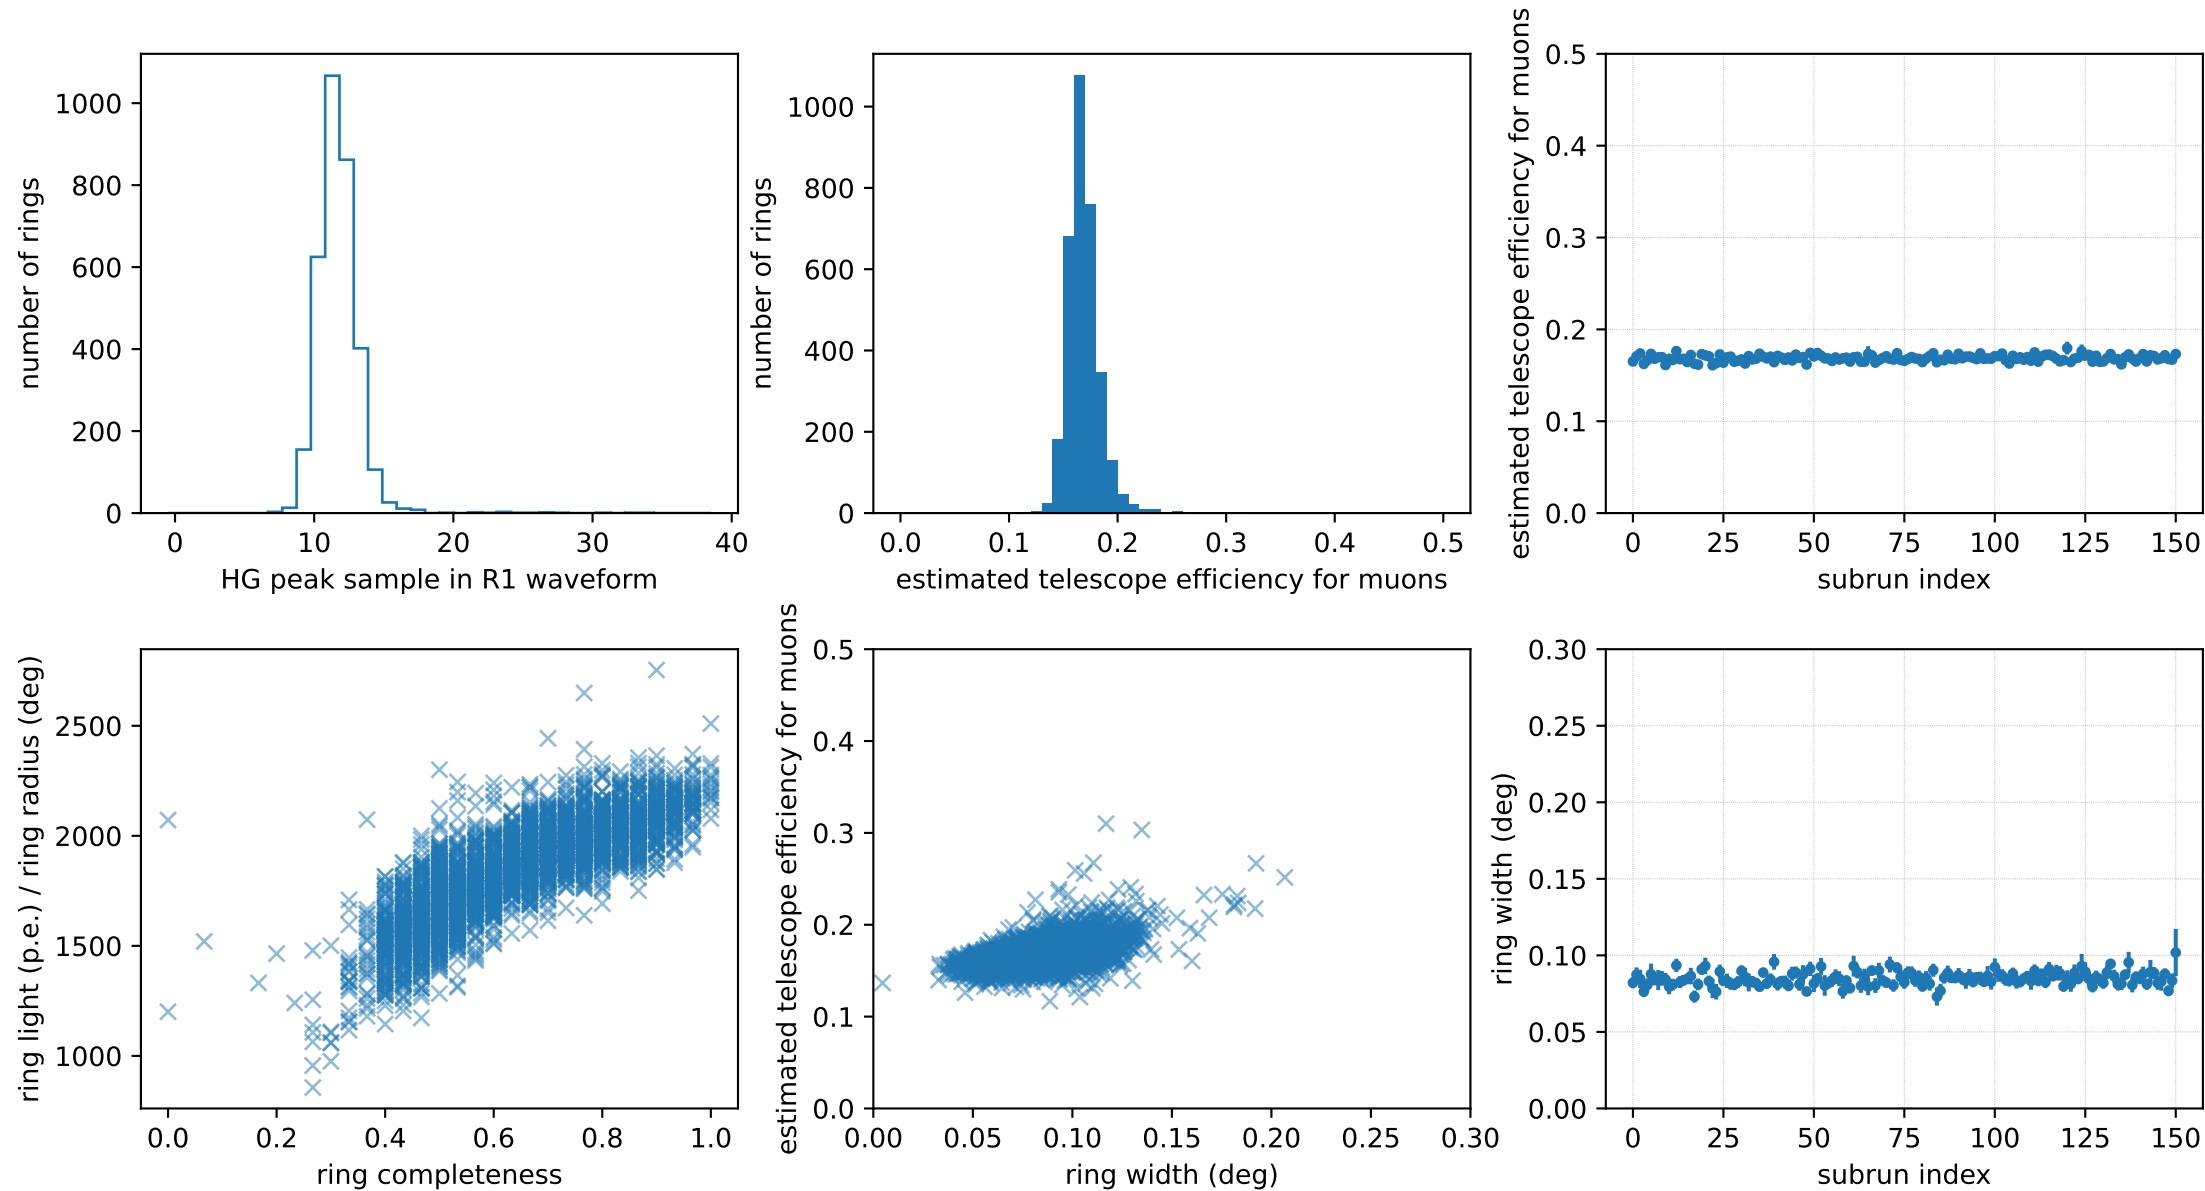 number of rings
1000
800
600
400
200
0
0 10 20 30 40
HG peak sample in R1 waveform
number of rings
1000
800
600
400
200
0
0.0 0.1 0.2 0.3 0.4 0.5
estimated telescope efficiency for muons
estimated telescope efficiency for muons
0.5
0.4
0.3
0.2
0.1
0.0
0 25 50 75 100 125 150
subrun index
ring light (p.e.) / ring radius (deg)
2500
2000
1500
1000
0.0 0.2 0.4 0.6 0.8 1.0
ring completeness
estimated telescope efficiency for muons
0.5
0.4
0.3
0.2
0.1
0.0
0.00 0.05 0.10 0.15 0.20 0.25 0.30
ring width (deg)
ring width (deg)
0.30
0.25
0.20
0.15
0.10
0.05
0.00
0 25 50 75 100 125 150
subrun index